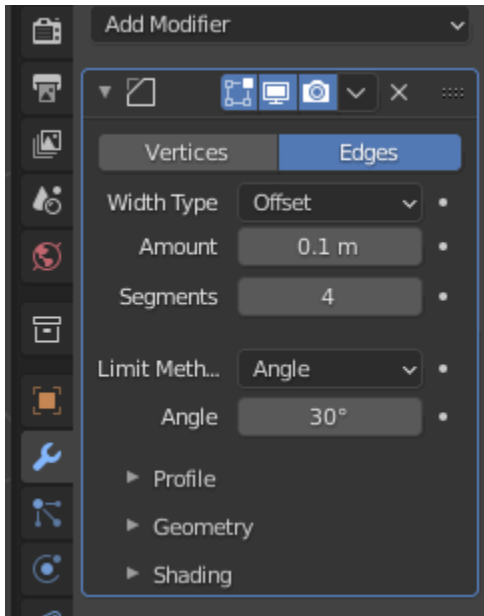 Add Modifier
Vertices Edges
Width Type Offset
Amount 0.1 m
Segments 4
Limit Meth... Angle
Angle 30°
Profile
Geometry
Shading